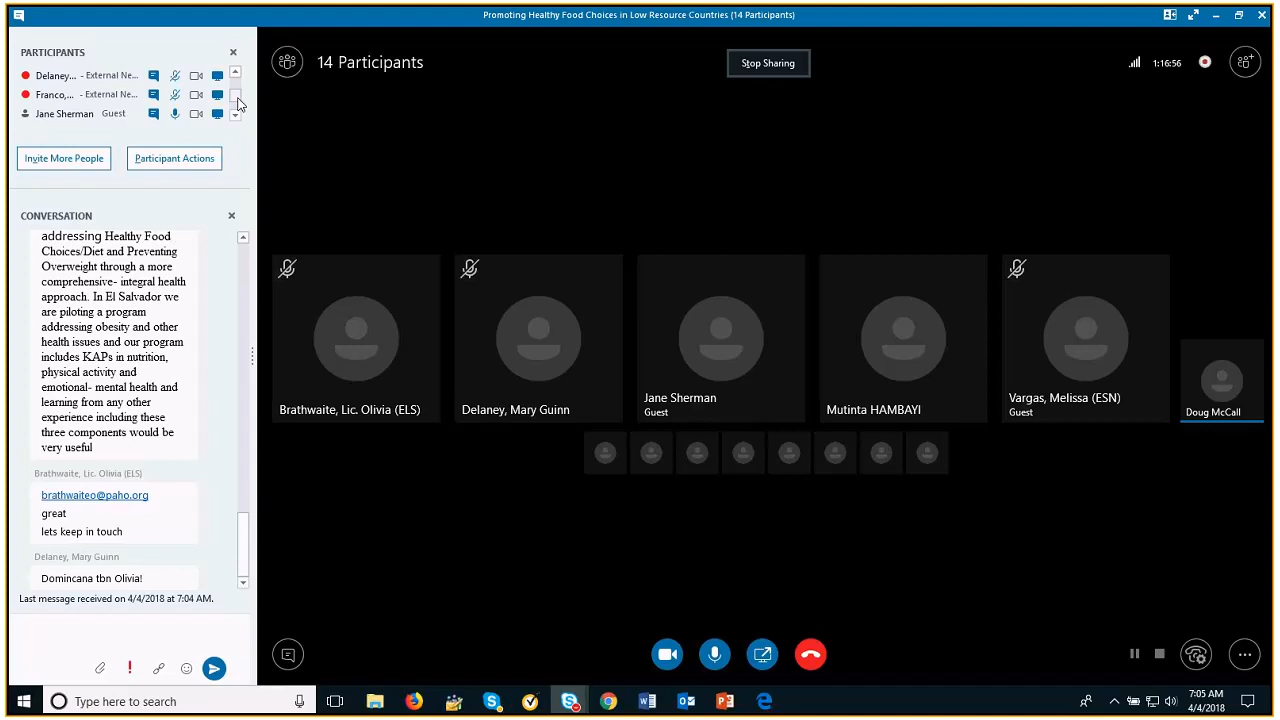 Promoting Healthy Food Choices in Low Resource Countries (14 Participants)
PARTICIPANTS
Delaney... - External Ne...
Franco,... - External Ne...
Jane Sherman Guest
Invite More People
Participant Actions
CONVERSATION
addressing Healthy Food
Choices/Diet and Preventing
Overweight through a more
comprehensive- integral health
approach. In El Salvador we
are piloting a program
addressing obesity and other
health issues and our program
includes KAPs in nutrition,
physical activity and
emotional- mental health and
learning from any other
experience including these
three components would be
very useful
Brathwaite, Lic. Olivia (ELS)
brathwaiteo@paho.org
great
lets keep in touch
Delaney, Mary Guinn
Domincana tbn Olivia!
Last message received on 4/4/2018 at 7:04 AM.
14 Participants
Stop Sharing
1:16:56
Brathwaite, Lic. Olivia (ELS)
Delaney, Mary Guinn
Jane Sherman
Guest
Mutinta HAMBAYI
Vargas, Melissa (ESN)
Guest
Doug McCall
Type here to search
7:05 AM
4/4/2018